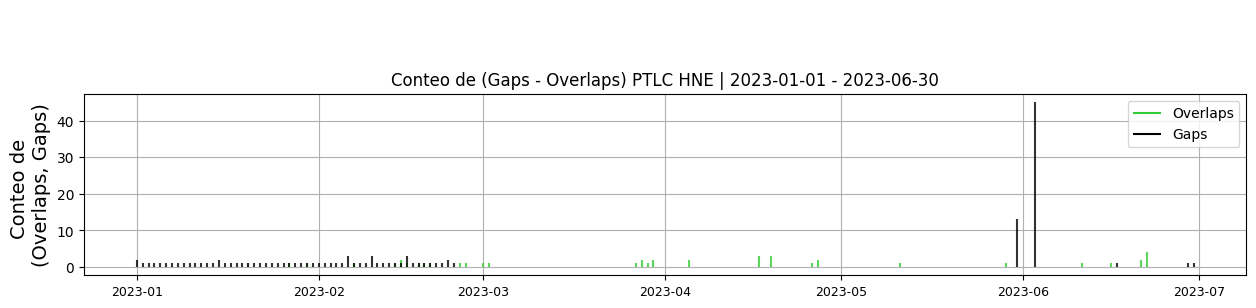 Conteo de (Gaps - Overlaps) PTLC HNE | 2023-01-01 - 2023-06-30
Conteo de
(Overlaps, Gaps)
40
30
20
10
0
Overlaps
Gaps
2023-01
2023-02
2023-03
2023-04
2023-05
2023-06
2023-07